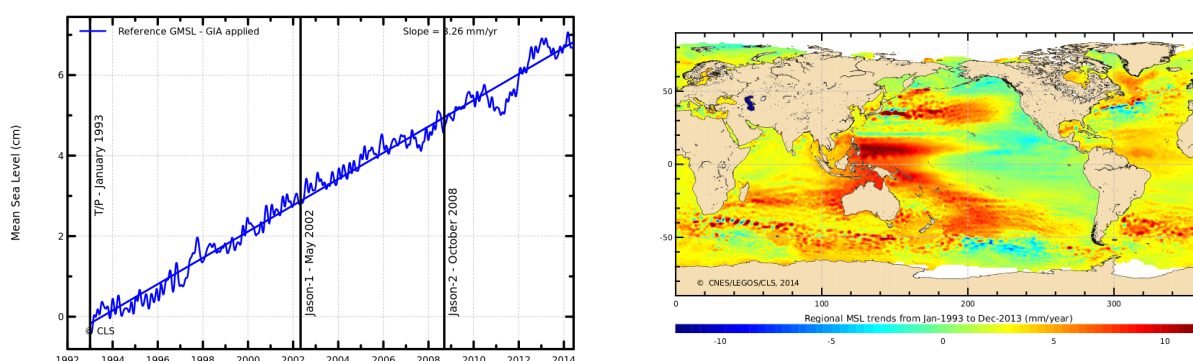 Reference GMSL - GIA applied
Slope = 3.26 mm/yr
Mean Sea Level (cm)
6
4
2
0
T/P - January 1993
Jason-1 - May 2002
Jason-2 - October 2008
© CLS
1992 1994 1996 1998 2000 2002 2004 2006 2008 2010 2012 2014
50
0
-50
© CNES/LEGOS/CLS, 2014
0 100 200 300
Regional MSL trends from Jan-1993 to Dec-2013 (mm/year)
-10 -5 0 5 10